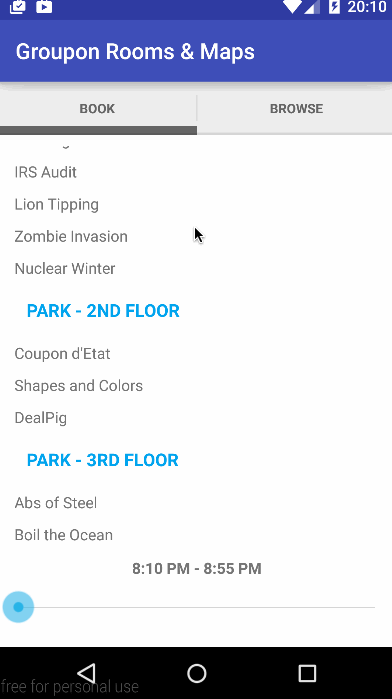 20:10
Groupon Rooms & Maps
BOOK
BROWSE
IRS Audit
Lion Tipping
Zombie Invasion
Nuclear Winter
PARK - 2ND FLOOR
Coupon d'Etat
Shapes and Colors
DealPig
PARK - 3RD FLOOR
Abs of Steel
Boil the Ocean
8:10 PM - 8:55 PM
free for personal use